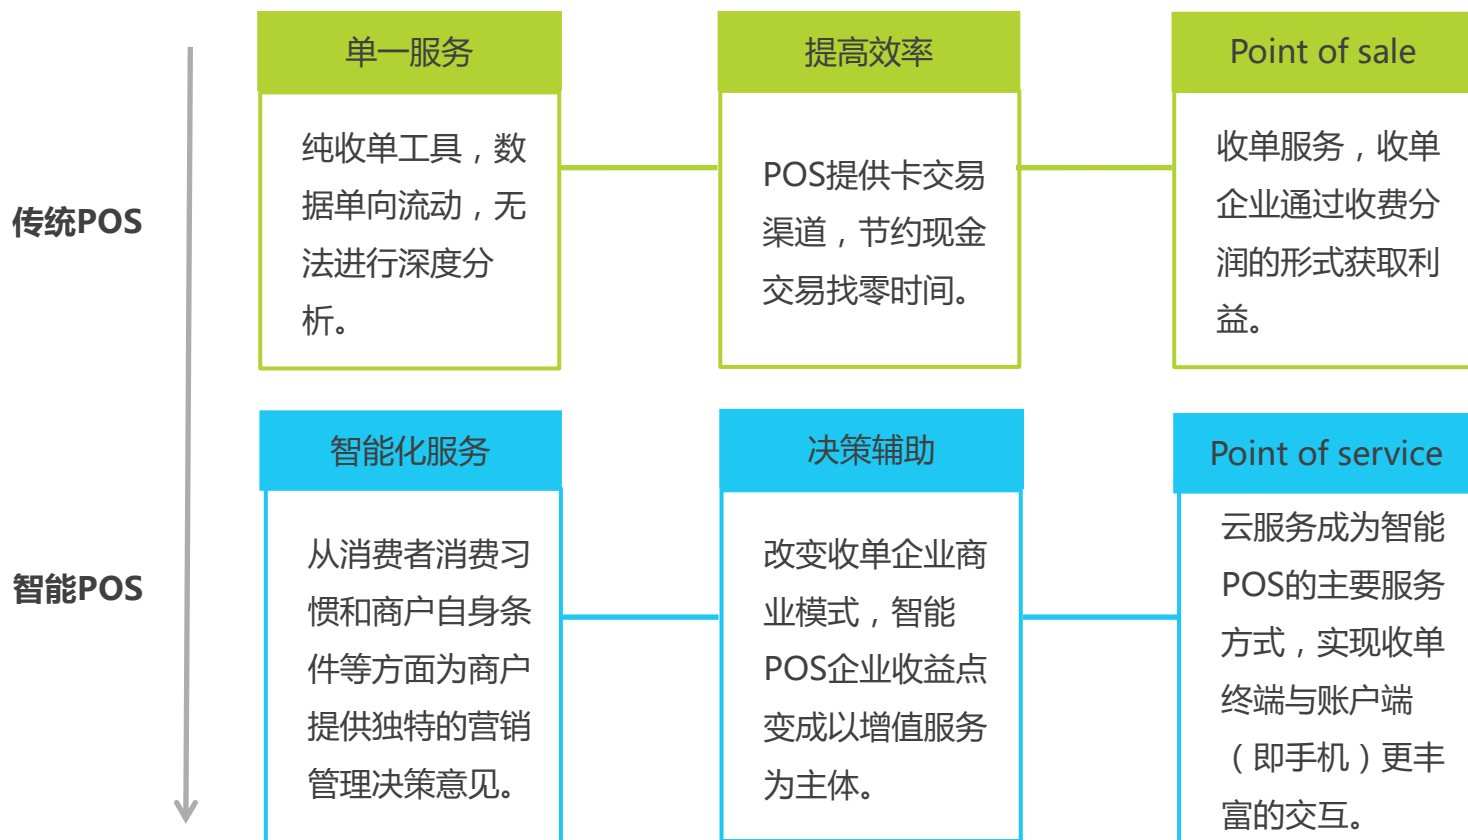 传统POS
单一服务
纯收单工具，数
据单向流动，无
法进行深度分
析。
提高效率
POS提供卡交易
渠道，节约现金
交易找零时间。
Point of sale
收单服务，收单
企业通过收费分
润的形式获取利
益。
智能POS
智能化服务
从消费者消费习
惯和商户自身条
件等方面为商户
提供独特的营销
管理决策意见。
决策辅助
改变收单企业商
业模式，智能
POS企业收益点
变成以增值服务
为主体。
Point of service
云服务成为智能
POS的主要服务
方式，实现收单
终端与账户端
（即手机）更丰
富的交互。